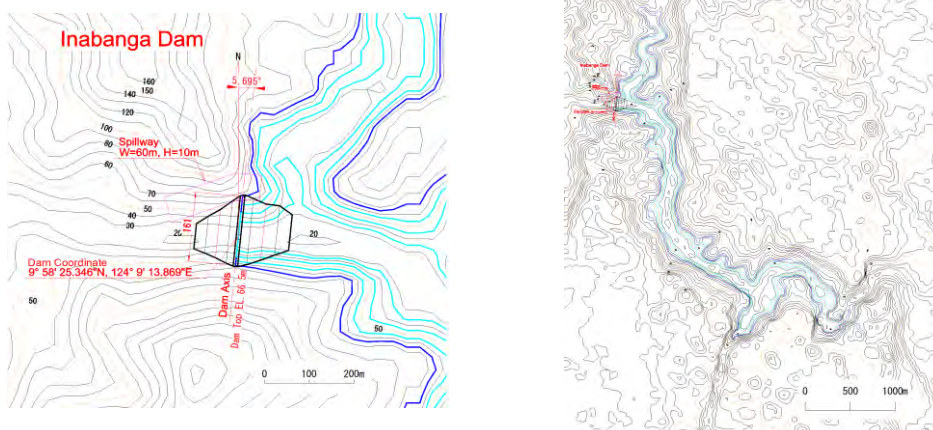 Inabanga Dam
N
5.695°
160
140
150
120
100
80
60
Spillway
W=60m, H=10m
70
50
40
30
161
20
20
Dam Coordinate
9° 58' 25.346"N, 124° 9' 13.869"E
Dam Axis
Dam Top EL. 66.5m
50
50
0 100 200m
Inabanga Dam
0 500 1000m